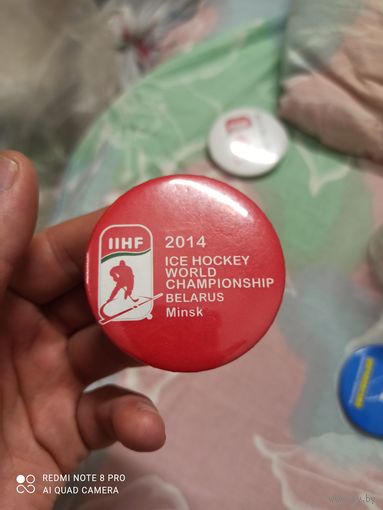 IIHF
2014
ICE HOCKEY
WORLD
CHAMPIONSHIP
BELARUS
Minsk
REDMI NOTE 8 PRO
AI QUAD CAMERA